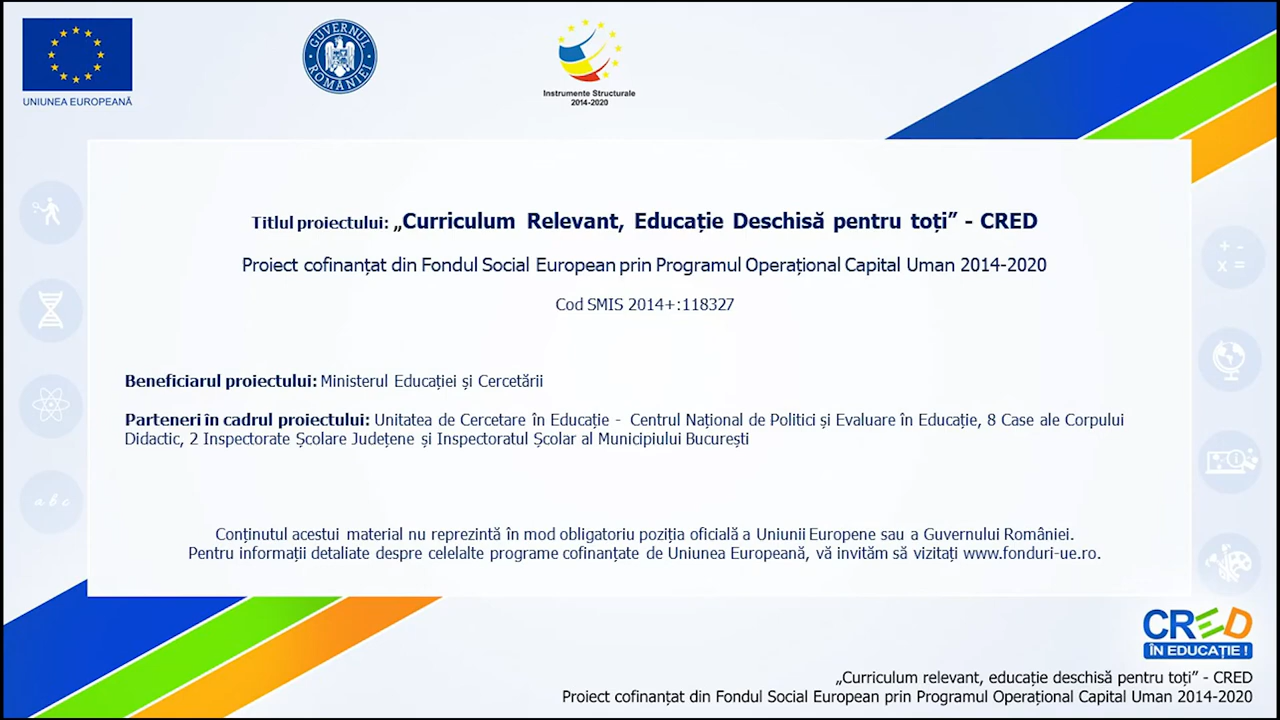 UNIUNEA EUROPEANĂ
GUVERNUL ROMÂNIEI
Instrumente Structurale
2014-2020
Titlul proiectului: „Curriculum Relevant, Educație Deschisă pentru toți” - CRED
Proiect cofinanțat din Fondul Social European prin Programul Operațional Capital Uman 2014-2020
Cod SMIS 2014+:118327
Beneficiarul proiectului: Ministerul Educației și Cercetării
Parteneri în cadrul proiectului: Unitatea de Cercetare în Educație - Centrul Național de Politici și Evaluare în Educație, 8 Case ale Corpului
Didactic, 2 Inspectorate Școlare Județene și Inspectoratul Școlar al Municipiului București
Conținutul acestui material nu reprezintă în mod obligatoriu poziția oficială a Uniunii Europene sau a Guvernului României.
Pentru informații detaliate despre celelalte programe cofinanțate de Uniunea Europeană, vă invităm să vizitați www.fonduri-ue.ro.
+ -
x =
a b c
CRED
ÎN EDUCAȚIE !
„Curriculum relevant, educație deschisă pentru toți” - CRED
Proiect cofinanțat din Fondul Social European prin Programul Operațional Capital Uman 2014-2020